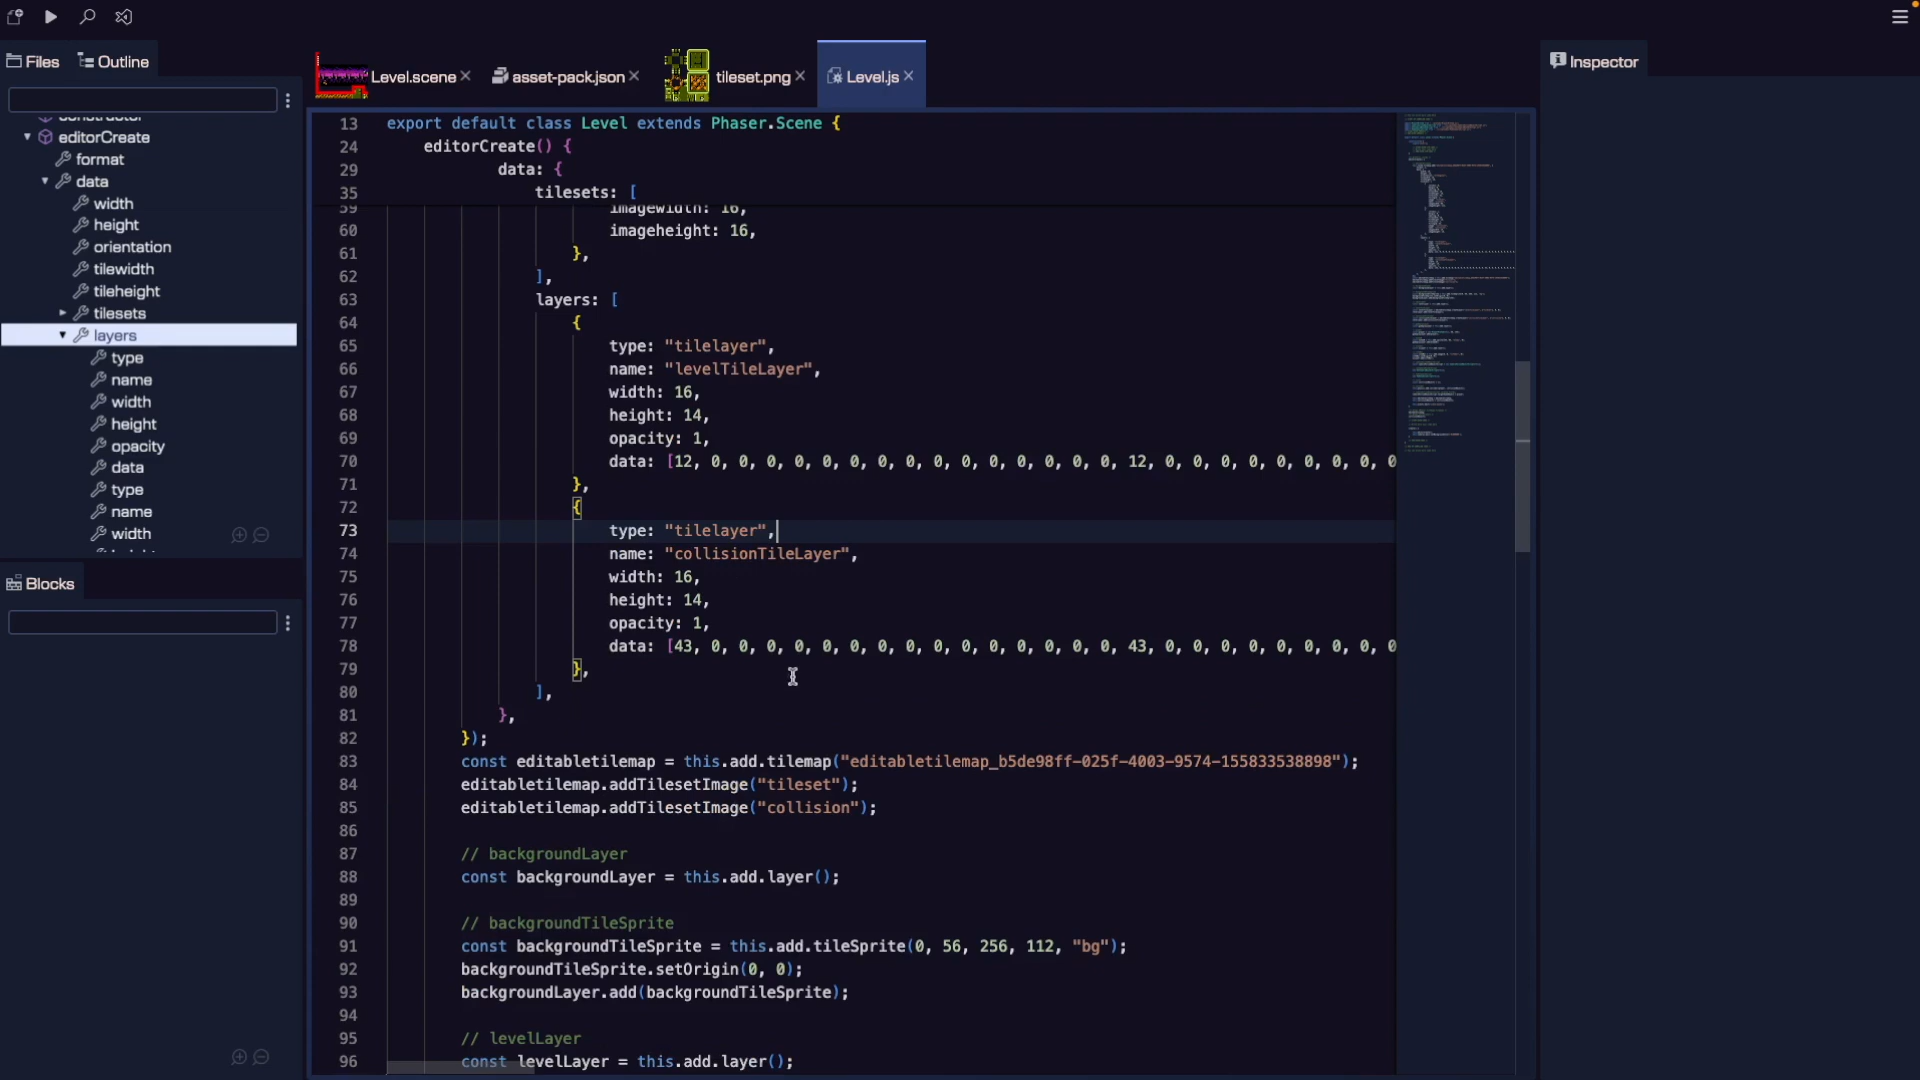 Files
Outline
Level.scene
asset-pack.json
tileset.png
Level.js
Inspector
editorCreate
format
data
width
height
orientation
tilewidth
tileheight
tilesets
layers
type
name
width
height
opacity
data
type
name
width
Blocks
13 export default class Level extends Phaser.Scene {
24 editorCreate() {
29 data: {
35 tilesets: [
59 imagewidth: 16,
60 imageheight: 16,
61 },
62 ],
63 layers: [
64 {
65 type: "tilelayer",
66 name: "levelTileLayer",
67 width: 16,
68 height: 14,
69 opacity: 1,
70 data: [12, 0, 0, 0, 0, 0, 0, 0, 0, 0, 0, 0, 0, 0, 0, 0, 12, 0, 0, 0, 0, 0, 0, 0, 0, 0
71 },
72 {
73 type: "tilelayer",
74 name: "collisionTileLayer",
75 width: 16,
76 height: 14,
77 opacity: 1,
78 data: [43, 0, 0, 0, 0, 0, 0, 0, 0, 0, 0, 0, 0, 0, 0, 0, 43, 0, 0, 0, 0, 0, 0, 0, 0, 0
79 },
80 ],
81 },
82 });
83 const editabletilemap = this.add.tilemap("editabletilemap_b5de98ff-025f-4003-9574-155833538898");
84 editabletilemap.addTilesetImage("tileset");
85 editabletilemap.addTilesetImage("collision");
86
87 // backgroundLayer
88 const backgroundLayer = this.add.layer();
89
90 // backgroundTileSprite
91 const backgroundTileSprite = this.add.tileSprite(0, 56, 256, 112, "bg");
92 backgroundTileSprite.setOrigin(0, 0);
93 backgroundLayer.add(backgroundTileSprite);
94
95 // levelLayer
96 const levelLayer = this.add.layer();